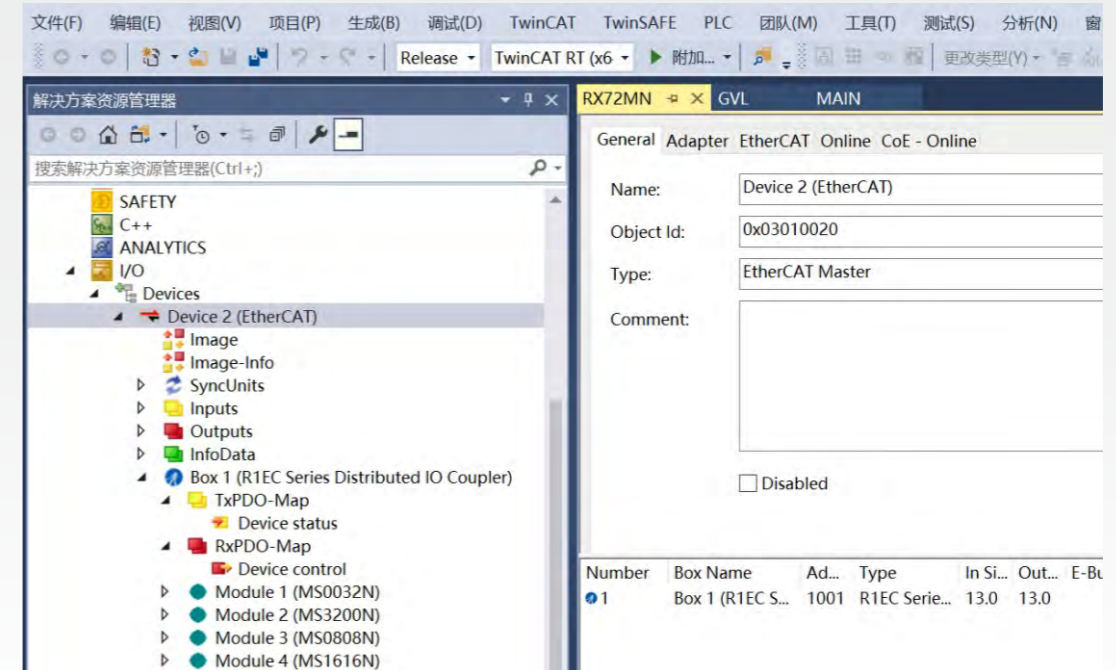 文件(F) 编辑(E) 视图(V) 项目(P) 生成(B) 调试(D) TwinCAT TwinSAFE PLC 团队(M) 工具(T) 测试(S) 分析(N) 窗
Release TwinCAT RT (x6 附加... 更改类型(Y)
解决方案资源管理器
搜索解决方案资源管理器(Ctrl+;)
SAFETY
C++
ANALYTICS
I/O
Devices
Device 2 (EtherCAT)
Image
Image-Info
SyncUnits
Inputs
Outputs
InfoData
Box 1 (R1EC Series Distributed IO Coupler)
TxPDO-Map
Device status
RxPDO-Map
Device control
Module 1 (MS0032N)
Module 2 (MS3200N)
Module 3 (MS0808N)
Module 4 (MS1616N)
RX72MN GVL MAIN
General Adapter EtherCAT Online CoE - Online
Name: Device 2 (EtherCAT)
Object Id: 0x03010020
Type: EtherCAT Master
Comment:
Disabled
Number Box Name Ad... Type In Si... Out... E-Bu
1 Box 1 (R1EC S... 1001 R1EC Serie... 13.0 13.0